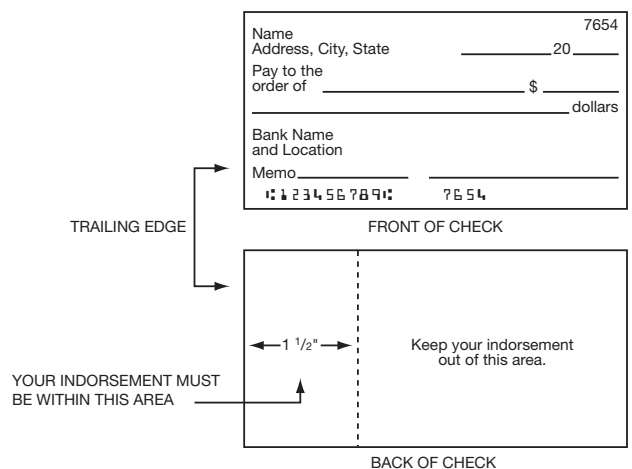 7654
Name
Address, City, State 20
Pay to the
order of $
dollars
Bank Name
and Location
Memo
⑆123456789⑆ 7654
TRAILING EDGE
FRONT OF CHECK
1 1/2"
Keep your indorsement
out of this area.
YOUR INDORSEMENT MUST
BE WITHIN THIS AREA
BACK OF CHECK